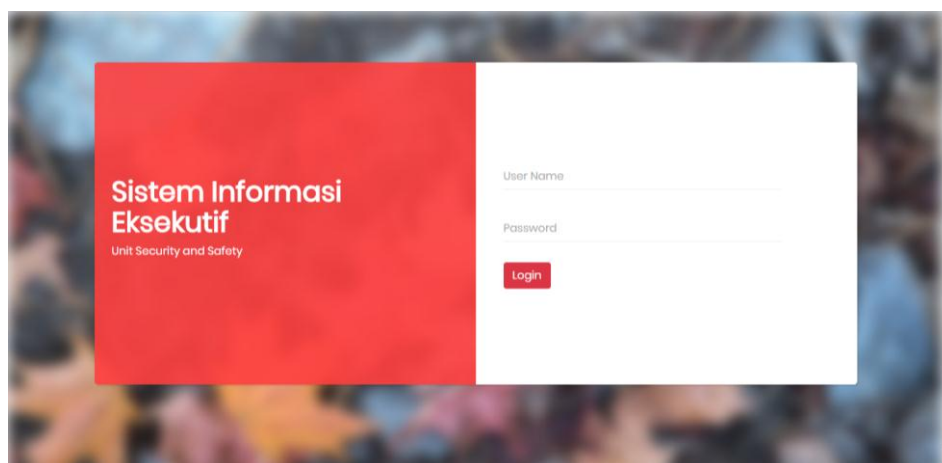 Sistem Informasi
Eksekutif
Unit Security and Safety
User Name
Password
Login